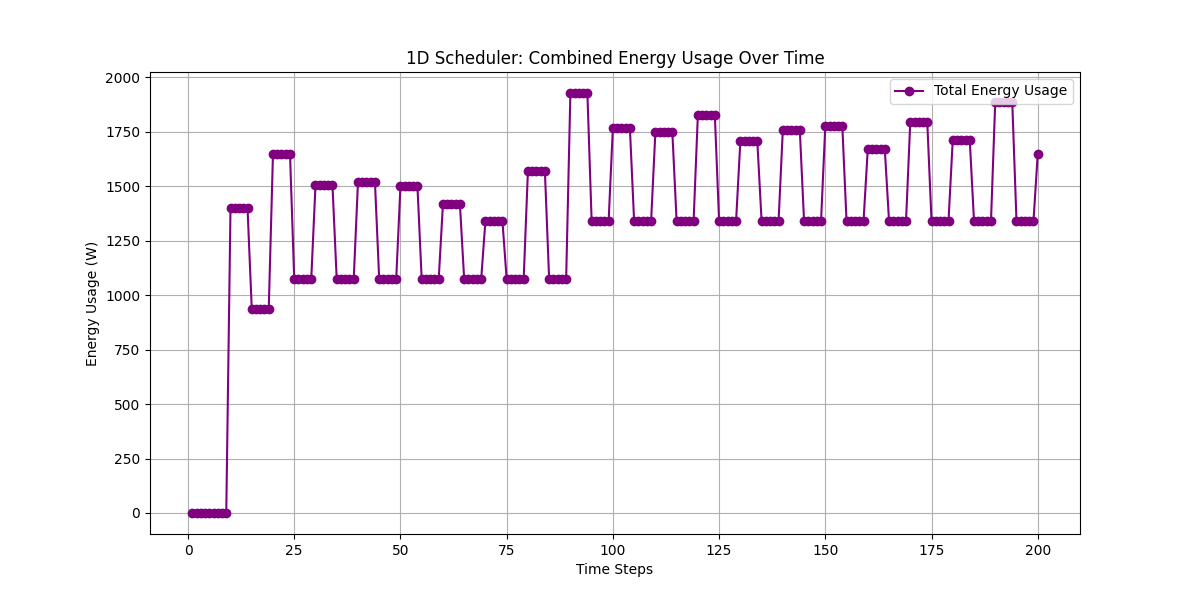 1D Scheduler: Combined Energy Usage Over Time
Total Energy Usage
Energy Usage (W)
2000
1750
1500
1250
1000
750
500
250
0
0 25 50 75 100 125 150 175 200
Time Steps